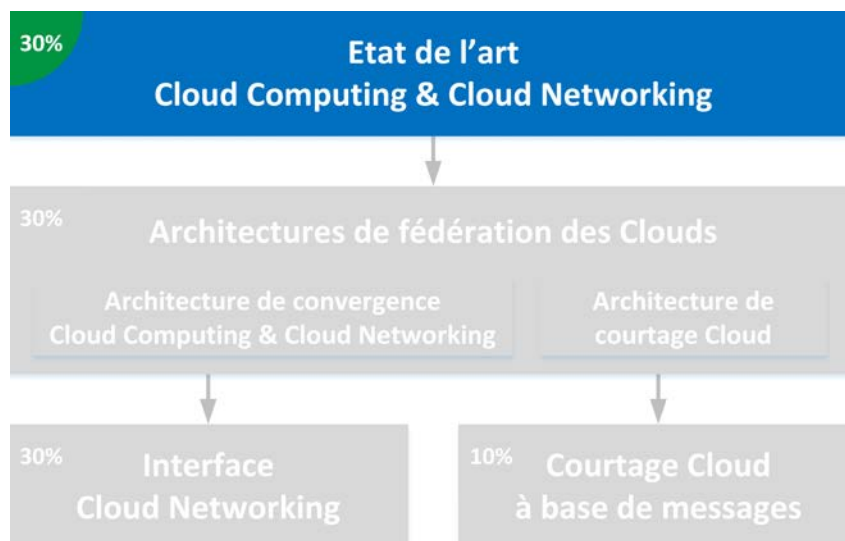 30%
Etat de l’art
Cloud Computing & Cloud Networking
30%
Architectures de fédération des Clouds
Architecture de convergence
Cloud Computing & Cloud Networking
Architecture de
courtage Cloud
30%
Interface
Cloud Networking
10%
Courtage Cloud
à base de messages